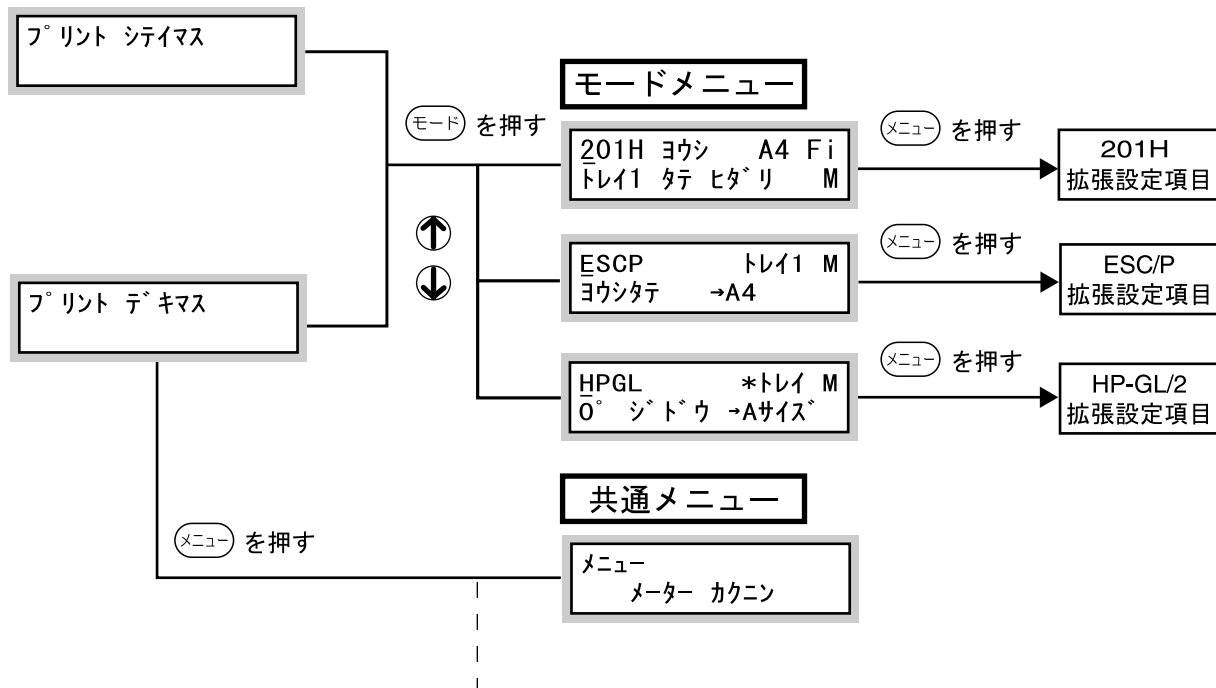 プリント シテイマス
モードメニュー
モード を押す
201H ヨウシ A4 Fi
トレイ1 タテ ヒダリ M
メニュー を押す
201H
拡張設定項目
ESCP トレイ1 M
ヨウシタテ →A4
メニュー を押す
ESC/P
拡張設定項目
プリント デキマス
HPGL *トレイ M
0° ジドウ →Aサイズ
メニュー を押す
HP-GL/2
拡張設定項目
共通メニュー
メニュー を押す
メニュー
メーター カクニン